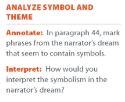 ANALYZE SYMBOL AND
THEME
Annotate: In paragraph 44, mark
phrases from the narrator's dream
that seem to contain symbols.
Interpret: How would you
interpret the symbolism in the
narrator's dream?